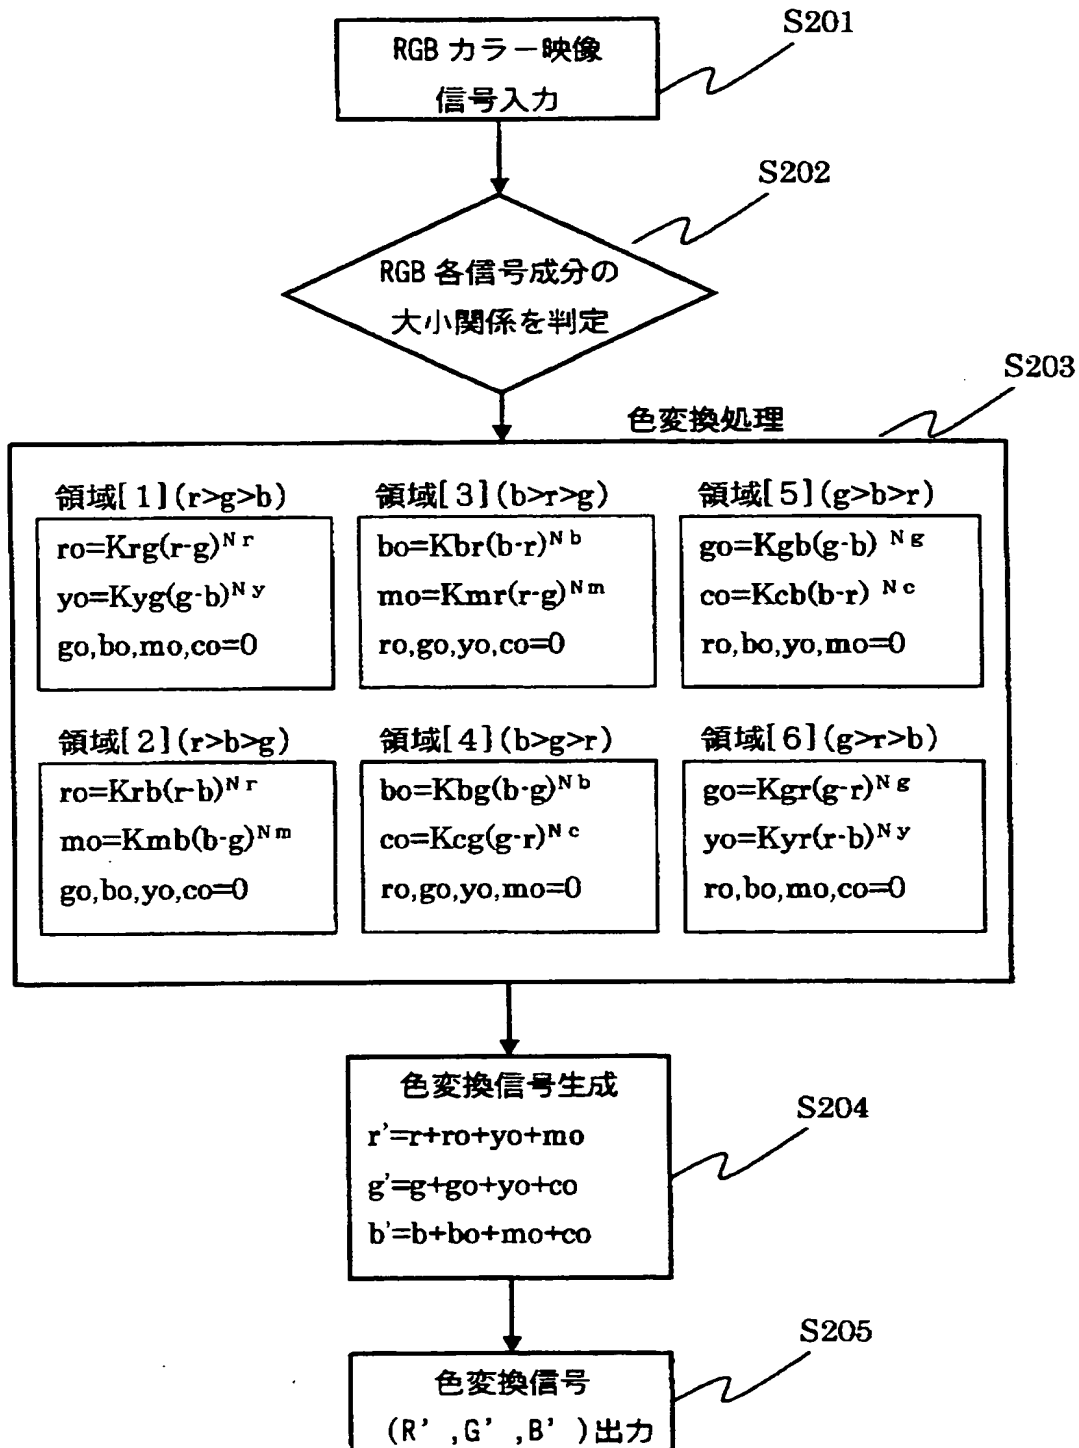 S201
RGB カラー映像
信号入力
S202
RGB 各信号成分の
大小関係を判定
S203
色変換処理
領域[1](r>g>b)
ro=Krg(r-g)^Nr
yo=Kyg(g-b)^Ny
go,bo,mo,co=0
領域[3](b>r>g)
bo=Kbr(b-r)^Nb
mo=Kmr(r-g)^Nm
ro,go,yo,co=0
領域[5](g>b>r)
go=Kgb(g-b)^Ng
co=Kcb(b-r)^Nc
ro,bo,yo,mo=0
領域[2](r>b>g)
ro=Krb(r-b)^Nr
mo=Kmb(b-g)^Nm
go,bo,yo,co=0
領域[4](b>g>r)
bo=Kbg(b-g)^Nb
co=Kcg(g-r)^Nc
ro,go,yo,mo=0
領域[6](g>r>b)
go=Kgr(g-r)^Ng
yo=Kyr(r-b)^Ny
ro,bo,mo,co=0
色変換信号生成
r'=r+ro+yo+mo
g'=g+go+yo+co
b'=b+bo+mo+co
S204
S205
色変換信号
(R' ,G' ,B' )出力